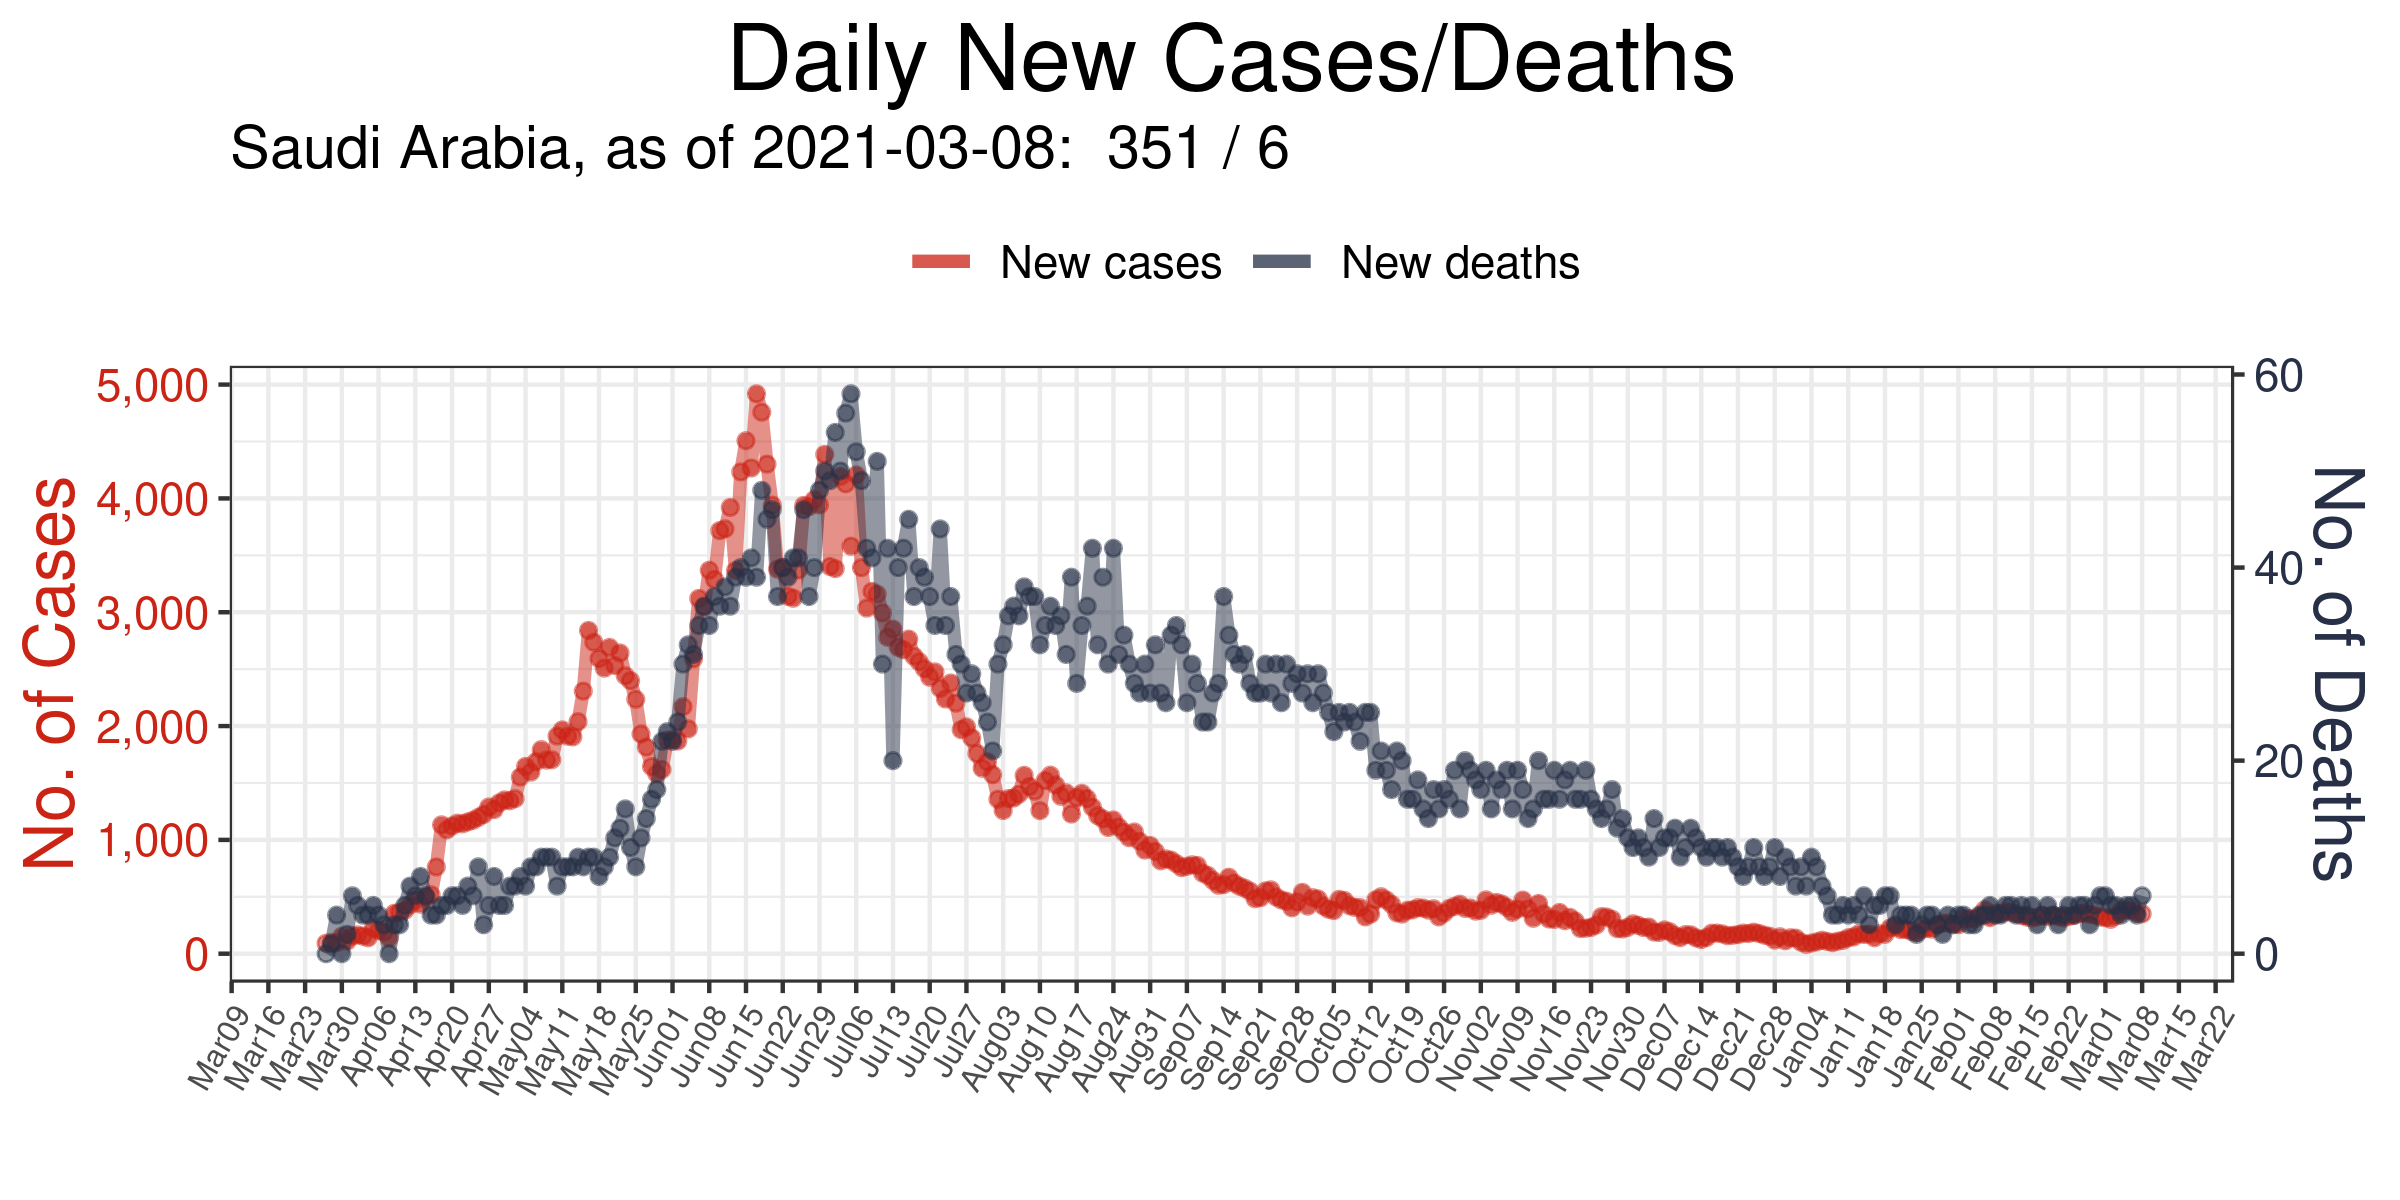 Daily New Cases/Deaths
Saudi Arabia, as of 2021-03-08:  351 / 6
New cases New deaths
No. of Cases
5,000
4,000
3,000
2,000
1,000
0
60
40
20
0
No. of Deaths
Mar09 Mar16 Mar23 Mar30 Apr06 Apr13 Apr20 Apr27 May04 May11 May18 May25 Jun01 Jun08 Jun15 Jun22 Jun29 Jul06 Jul13 Jul20 Jul27 Aug03 Aug10 Aug17 Aug24 Aug31 Sep07 Sep14 Sep21 Sep28 Oct05 Oct12 Oct19 Oct26 Nov02 Nov09 Nov16 Nov23 Nov30 Dec07 Dec14 Dec21 Dec28 Jan04 Jan11 Jan18 Jan25 Feb01 Feb08 Feb15 Feb22 Mar01 Mar08 Mar15 Mar22